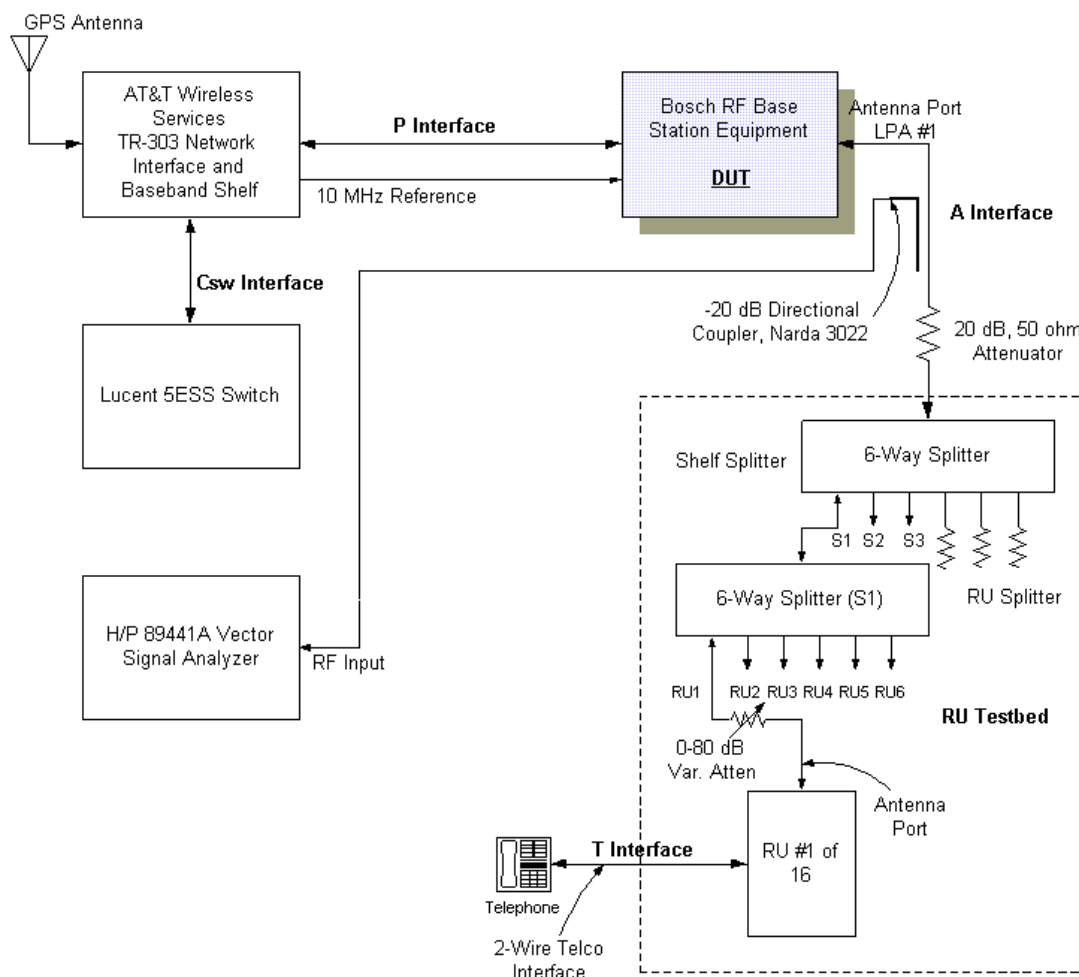 GPS Antenna
AT&T Wireless
Services
TR-303 Network
Interface and
Baseband Shelf
P Interface
10 MHz Reference
Bosch RF Base
Station Equipment
DUT
Antenna Port
LPA #1
A Interface
Csw Interface
-20 dB Directional
Coupler, Narda 3022
20 dB, 50 ohm
Attenuator
Lucent 5ESS Switch
Shelf Splitter
6-Way Splitter
S1 S2 S3
6-Way Splitter (S1)
RU Splitter
H/P 89441A Vector
Signal Analyzer
RF Input
RU1 RU2 RU3 RU4 RU5 RU6
RU Testbed
0-80 dB
Var. Atten
Antenna
Port
T Interface
RU #1 of
16
Telephone
2-Wire Telco
Interface